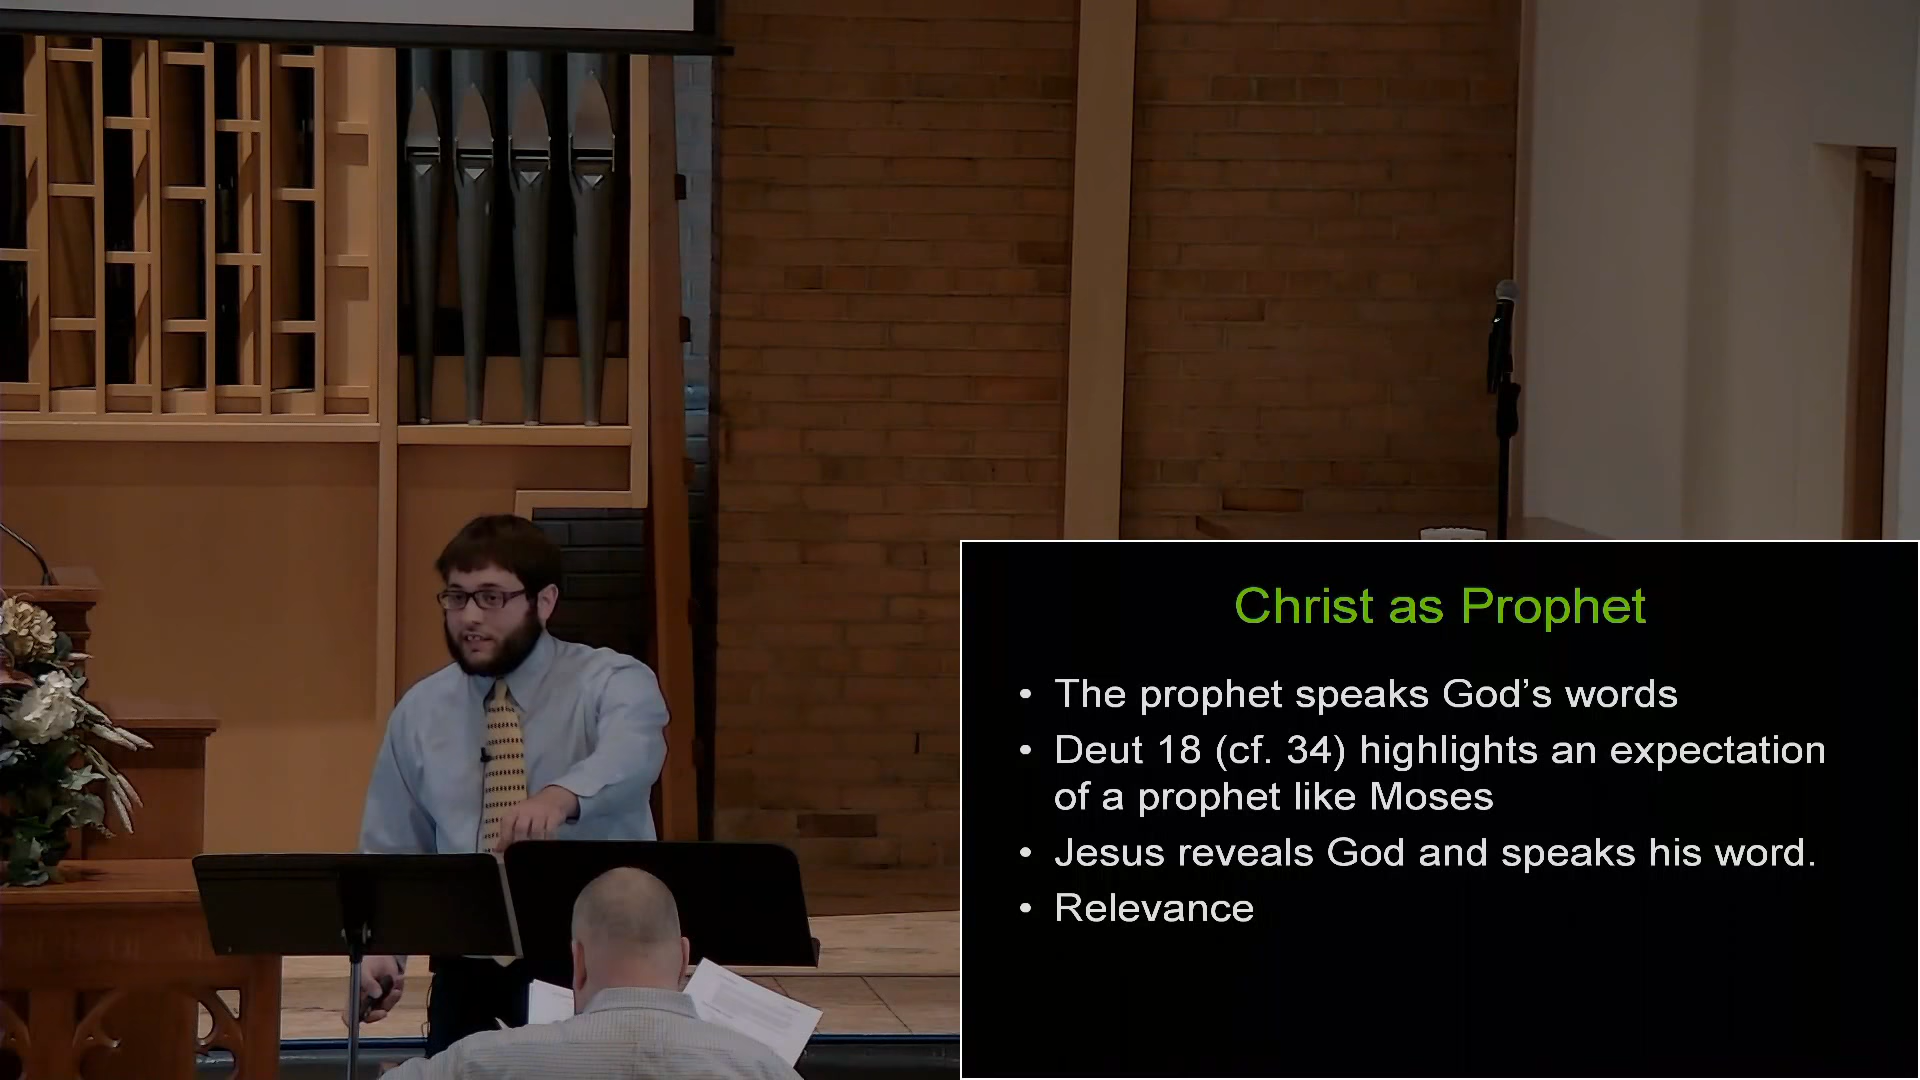 Christ as Prophet
• The prophet speaks God’s words
• Deut 18 (cf. 34) highlights an expectation
of a prophet like Moses
• Jesus reveals God and speaks his word.
• Relevance